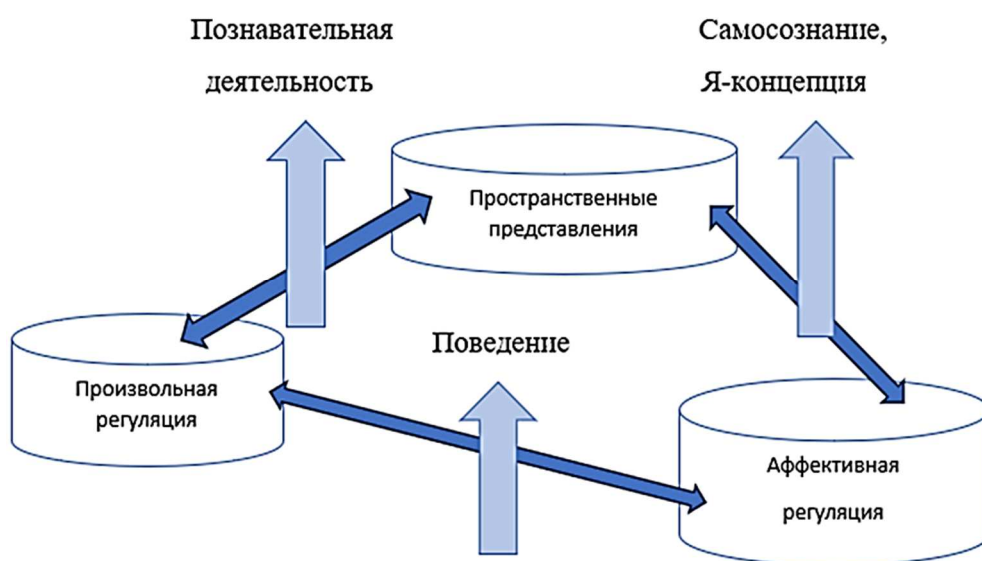 Познавательная
деятельность
Самосознание,
Я-концепция
Пространственные
представления
Поведение
Произвольная
регуляция
Аффективная
регуляция